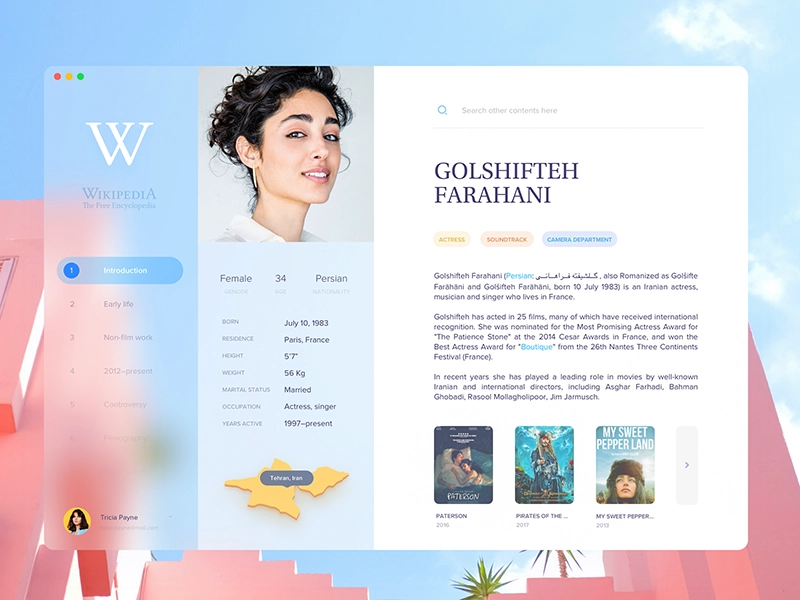 W
WIKIPEDIA
The Free Encyclopedia
1 Introduction
2 Early life
3 Non-film work
4 2012–present
5 Controversy
Tricia Payne
Female 34 Persian
GENDER AGE NATIONALITY
BORN July 10, 1983
RESIDENCE Paris, France
HEIGHT 5'7"
WEIGHT 56 Kg
MARITAL STATUS Married
OCCUPATION Actress, singer
YEARS ACTIVE 1997–present
Tehran, Iran
Search other contents here
GOLSHIFTEH
FARAHANI
ACTRESS SOUNDTRACK CAMERA DEPARTMENT
Golshifteh Farahani (Persian: گلشیفته فراهانی, also Romanized as Golšifte
Farāhāni and Golšifteh Farāhāni, born 10 July 1983) is an Iranian actress,
musician and singer who lives in France.
Golshifteh has acted in 25 films, many of which have received international
recognition. She was nominated for the Most Promising Actress Award for
"The Patience Stone" at the 2014 Cesar Awards in France, and won the
Best Actress Award for "Boutique" from the 26th Nantes Three Continents
Festival (France).
In recent years she has played a leading role in movies by well-known
Iranian and international directors, including Asghar Farhadi, Bahman
Ghobadi, Rasool Mollagholipoor, Jim Jarmusch.
PATERSON
MY SWEET
PEPPER LAND
PATERSON
2016
PIRATES OF THE ...
2017
MY SWEET PEPPER...
2013